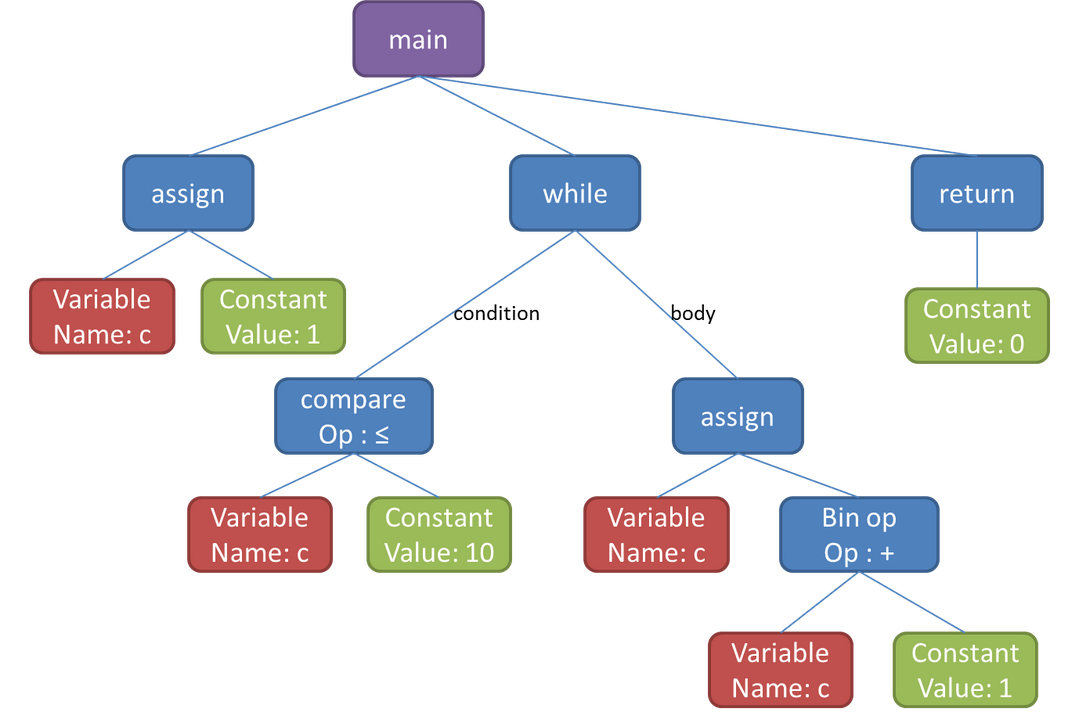 main
assign
while
return
Variable
Name: c
Constant
Value: 1
Constant
Value: 0
condition
body
compare
Op : ≤
assign
Variable
Name: c
Constant
Value: 10
Variable
Name: c
Bin op
Op : +
Variable
Name: c
Constant
Value: 1